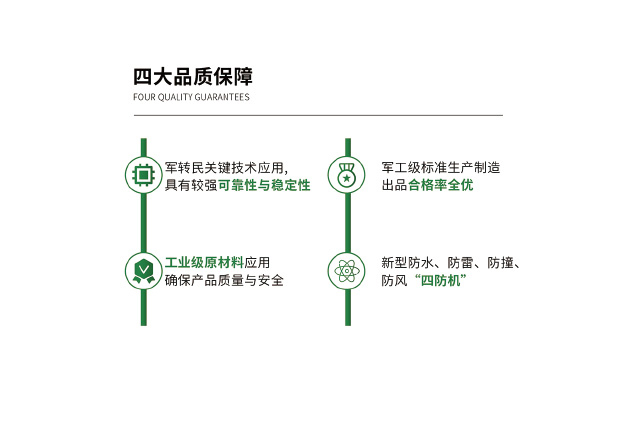 四大品质保障
FOUR QUALITY GUARANTEES
军转民关键技术应用,
具有较强可靠性与稳定性
军工级标准生产制造
出品合格率全优
工业级原材料应用
确保产品质量与安全
新型防水、防雷、防撞、
防风“四防机”